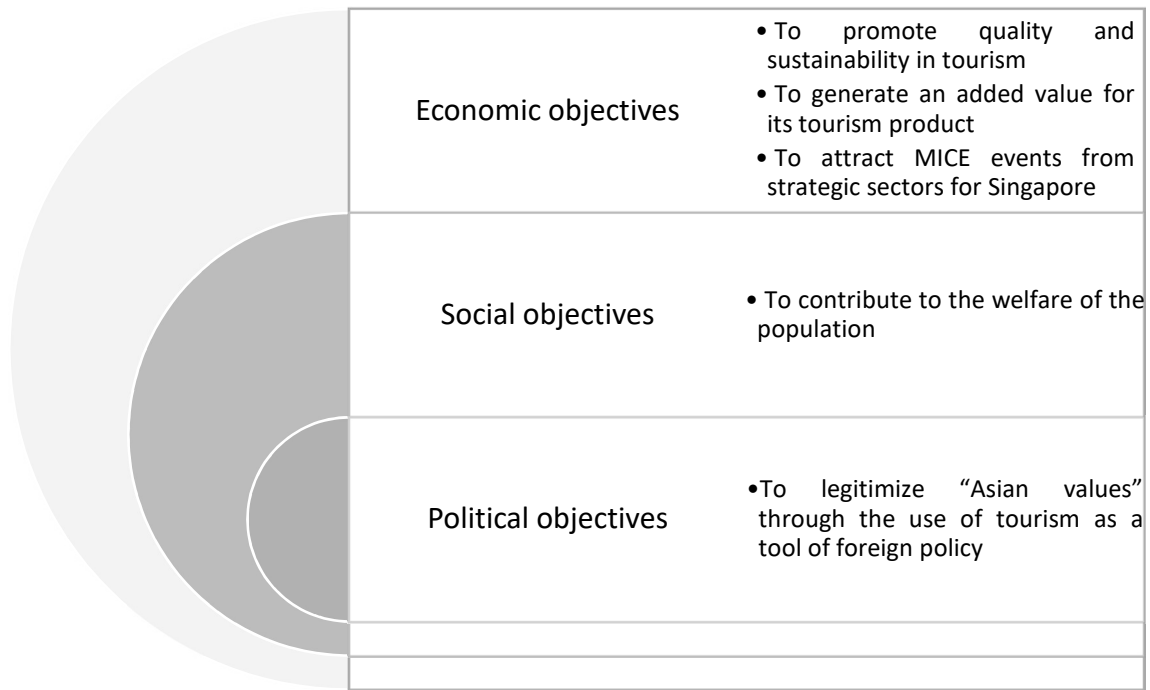 Economic objectives
• To promote quality and
sustainability in tourism
• To generate an added value for
its tourism product
• To attract MICE events from
strategic sectors for Singapore
Social objectives
• To contribute to the welfare of the
population
Political objectives
•To legitimize “Asian values”
through the use of tourism as a
tool of foreign policy